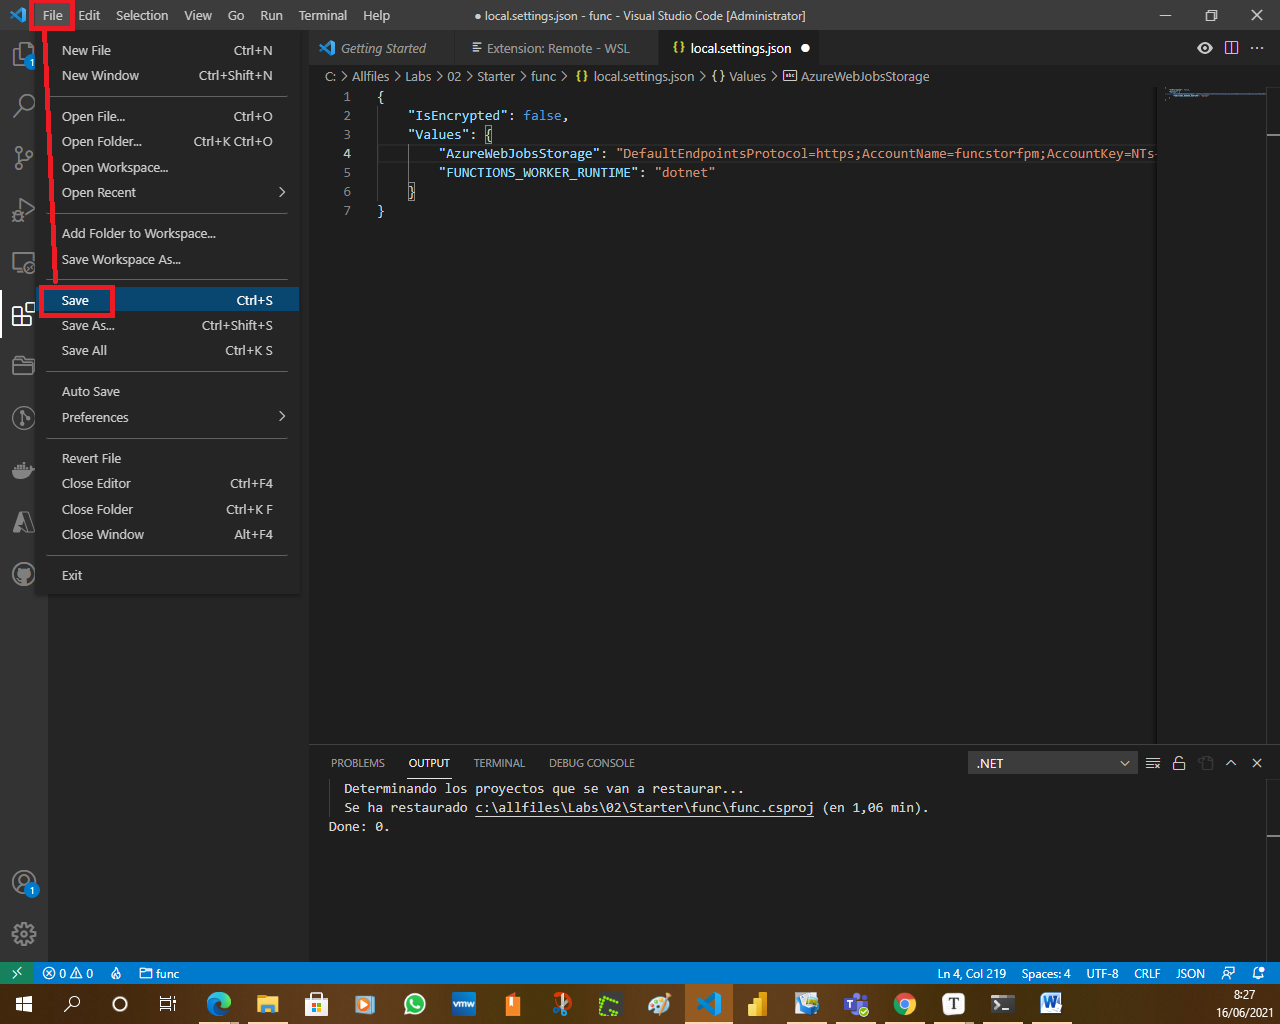 File Edit Selection View Go Run Terminal Help
● local.settings.json - func - Visual Studio Code [Administrator]
New File Ctrl+N
New Window Ctrl+Shift+N
Open File... Ctrl+O
Open Folder... Ctrl+K Ctrl+O
Open Workspace...
Open Recent
Add Folder to Workspace...
Save Workspace As...
Save Ctrl+S
Save As... Ctrl+Shift+S
Save All Ctrl+K S
Auto Save
Preferences
Revert File
Close Editor Ctrl+F4
Close Folder Ctrl+K F
Close Window Alt+F4
Exit
1
1
Getting Started
Extension: Remote - WSL
{} local.settings.json ●
C: > Allfiles > Labs > 02 > Starter > func > {} local.settings.json > {} Values > abc AzureWebJobsStorage
1 {
2 "IsEncrypted": false,
3 "Values": {
4 "AzureWebJobsStorage": "DefaultEndpointsProtocol=https;AccountName=funcstorfpm;AccountKey=NTs
5 "FUNCTIONS_WORKER_RUNTIME": "dotnet"
6 }
7 }
PROBLEMS OUTPUT TERMINAL DEBUG CONSOLE
.NET
Determinando los proyectos que se van a restaurar...
Se ha restaurado c:\allfiles\Labs\02\Starter\func\func.csproj (en 1,06 min).
Done: 0.
0 0 func
Ln 4, Col 219 Spaces: 4 UTF-8 CRLF JSON
vmw
T
W
8:27
16/06/2021